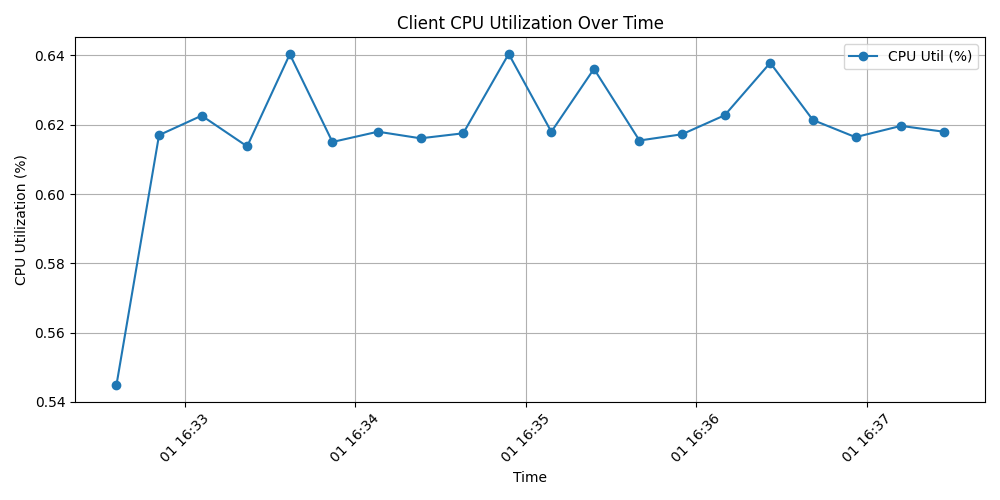 Client CPU Utilization Over Time
CPU Util (%)
CPU Utilization (%)
0.64
0.62
0.60
0.58
0.56
0.54
01 16:33
01 16:34
01 16:35
01 16:36
01 16:37
Time